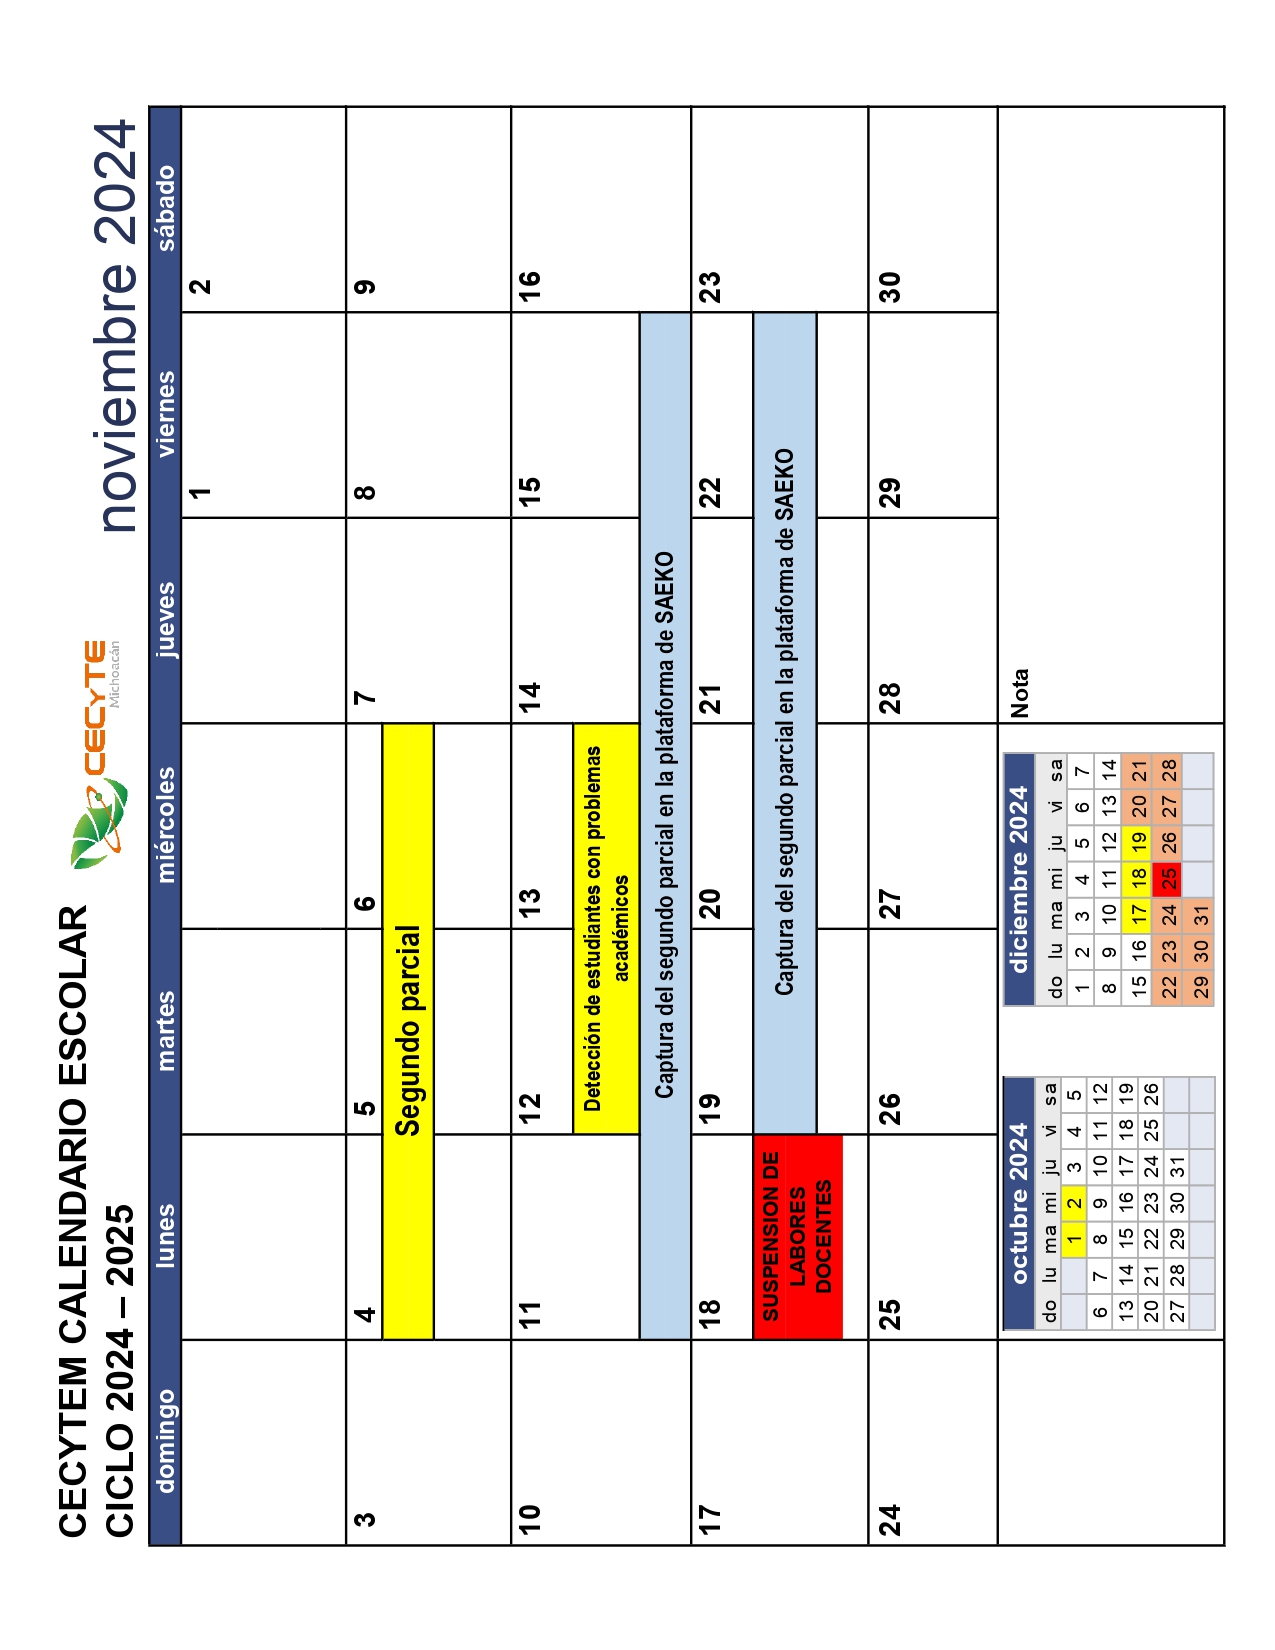 CECYTEM CALENDARIO ESCOLAR
CICLO 2024 – 2025
CECyTE
Michoacán
noviembre 2024
domingo lunes martes miércoles jueves viernes sábado
1 2
3 4 5 6 7 8 9
Segundo parcial
10 11 12 13 14 15 16
Detección de estudiantes con problemas
académicos
Captura del segundo parcial en la plataforma de SAEKO
17 18 19 20 21 22 23
SUSPENSION DE
LABORES
DOCENTES
Captura del segundo parcial en la plataforma de SAEKO
24 25 26 27 28 29 30
octubre 2024
do lu ma mi ju vi sa
1 2 3 4 5
6 7 8 9 10 11 12
13 14 15 16 17 18 19
20 21 22 23 24 25 26
27 28 29 30 31
diciembre 2024
do lu ma mi ju vi sa
1 2 3 4 5 6 7
8 9 10 11 12 13 14
15 16 17 18 19 20 21
22 23 24 25 26 27 28
29 30 31
Nota